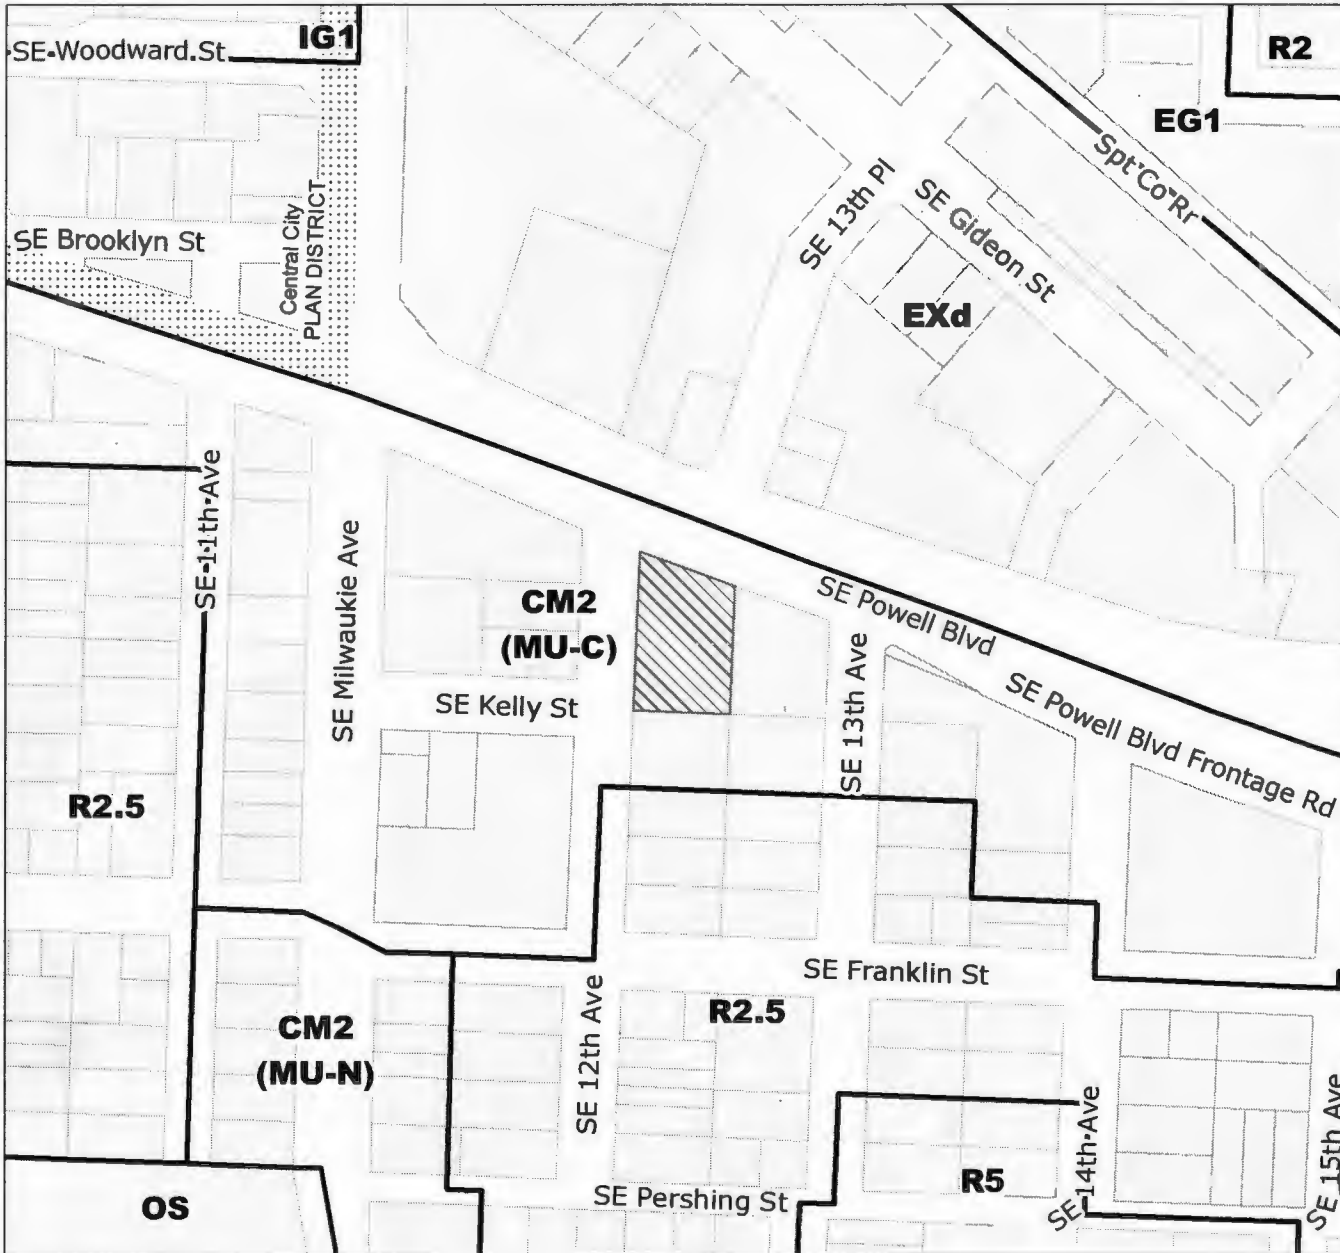 IG1
SE Woodward St
R2
EG1
Spt Co Rr
SE 13th Pl
SE Gideon St
SE Brooklyn St
Central City
PLAN DISTRICT
EXd
SE 11th Ave
SE Milwaukie Ave
CM2
(MU-C)
SE Powell Blvd
SE Kelly St
SE 13th Ave
SE Powell Blvd Frontage Rd
R2.5
SE Franklin St
SE 12th Ave
R2.5
CM2
(MU-N)
SE 14th Ave
SE 15th Ave
R5
SE Pershing St
OS